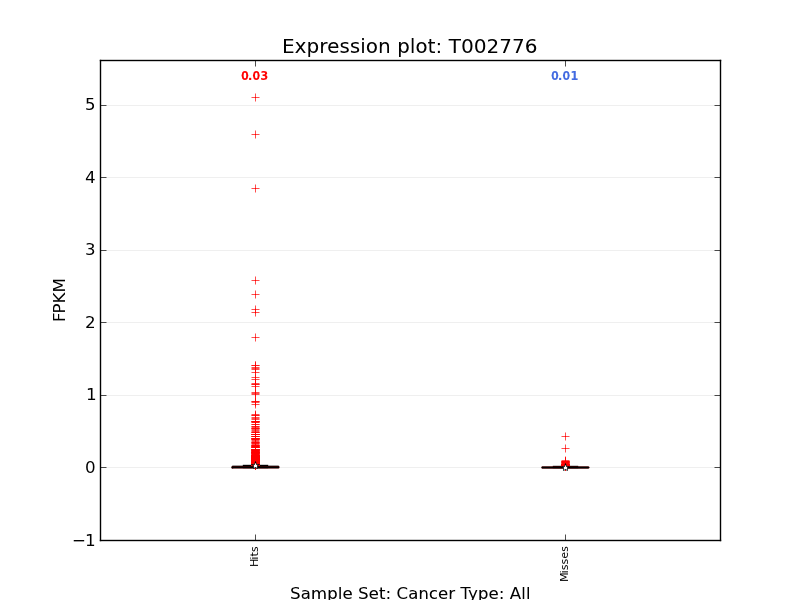 Expression plot: T002776
0.03
0.01
5
4
3
2
1
0
−1
FPKM
Hits
Misses
Sample Set: Cancer Type: All